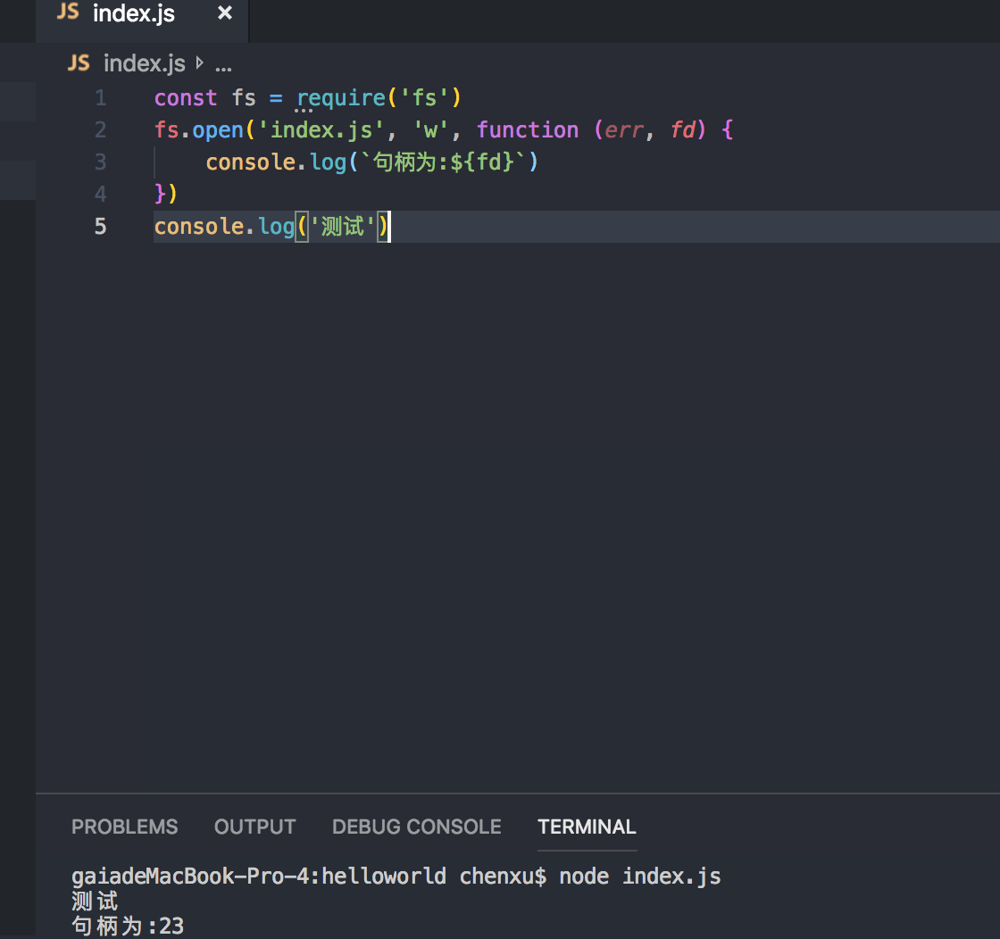 JS index.js ×
JS index.js ...
1 const fs = require('fs')
2 fs.open('index.js', 'w', function (err, fd) {
3 console.log(`句柄为:${fd}`)
4 })
5 console.log('测试')
PROBLEMS OUTPUT DEBUG CONSOLE TERMINAL
gaiadeMacBook-Pro-4:helloworld chenxu$ node index.js
测试
句柄为:23